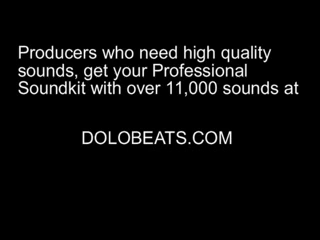 Producers who need high quality
sounds, get your Professional
Soundkit with over 11,000 sounds at
DOLOBEATS.COM